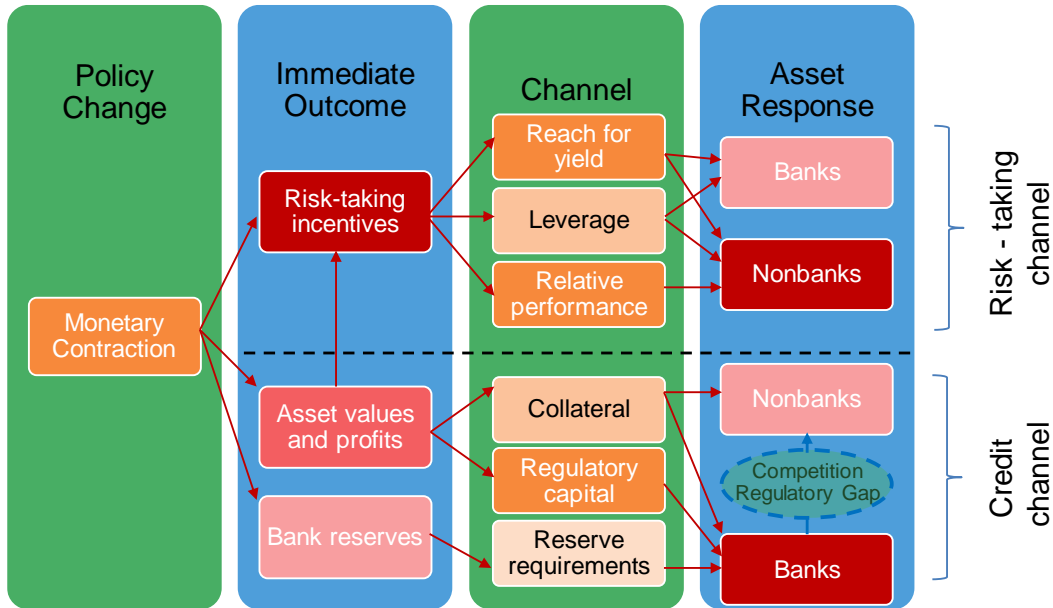 Policy
Change
Immediate
Outcome
Channel
Asset
Response
Monetary
Contraction
Risk-taking
incentives
Asset values
and profits
Bank reserves
Reach for
yield
Leverage
Relative
performance
Collateral
Regulatory
capital
Reserve
requirements
Banks
Nonbanks
Nonbanks
Competition
Regulatory Gap
Banks
Risk - taking
channel
Credit
channel